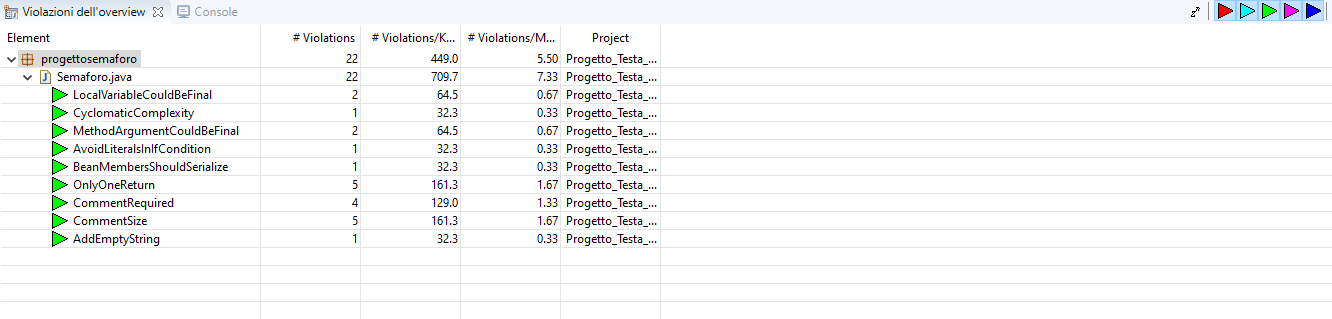 Violazioni dell'overview Console
Element # Violations # Violations/K... # Violations/M... Project
progettosemaforo 22 449.0 5.50 Progetto_Testa_...
Semaforo.java 22 709.7 7.33 Progetto_Testa_...
LocalVariableCouldBeFinal 2 64.5 0.67 Progetto_Testa_...
CyclomaticComplexity 1 32.3 0.33 Progetto_Testa_...
MethodArgumentCouldBeFinal 2 64.5 0.67 Progetto_Testa_...
AvoidLiteralsInIfCondition 1 32.3 0.33 Progetto_Testa_...
BeanMembersShouldSerialize 1 32.3 0.33 Progetto_Testa_...
OnlyOneReturn 5 161.3 1.67 Progetto_Testa_...
CommentRequired 4 129.0 1.33 Progetto_Testa_...
CommentSize 5 161.3 1.67 Progetto_Testa_...
AddEmptyString 1 32.3 0.33 Progetto_Testa_...